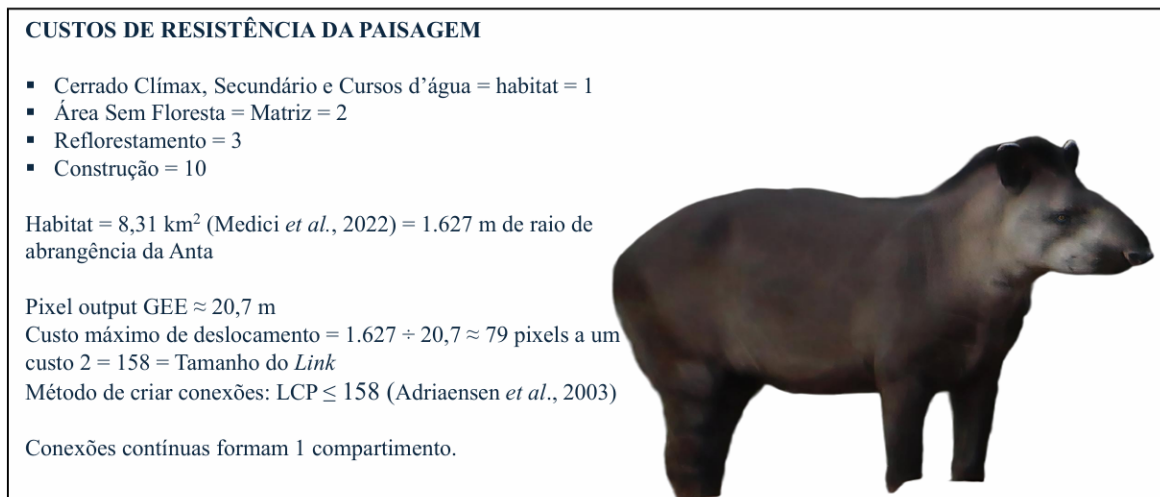 CUSTOS DE RESISTÊNCIA DA PAISAGEM
▪ Cerrado Clímax, Secundário e Cursos d’água = habitat = 1
▪ Área Sem Floresta = Matriz = 2
▪ Reflorestamento = 3
▪ Construção = 10
Habitat = 8,31 km² (Medici et al., 2022) = 1.627 m de raio de
abrangência da Anta
Pixel output GEE ≈ 20,7 m
Custo máximo de deslocamento = 1.627 ÷ 20,7 ≈ 79 pixels a um
custo 2 = 158 = Tamanho do Link
Método de criar conexões: LCP ≤ 158 (Adriaensen et al., 2003)
Conexões contínuas formam 1 compartimento.